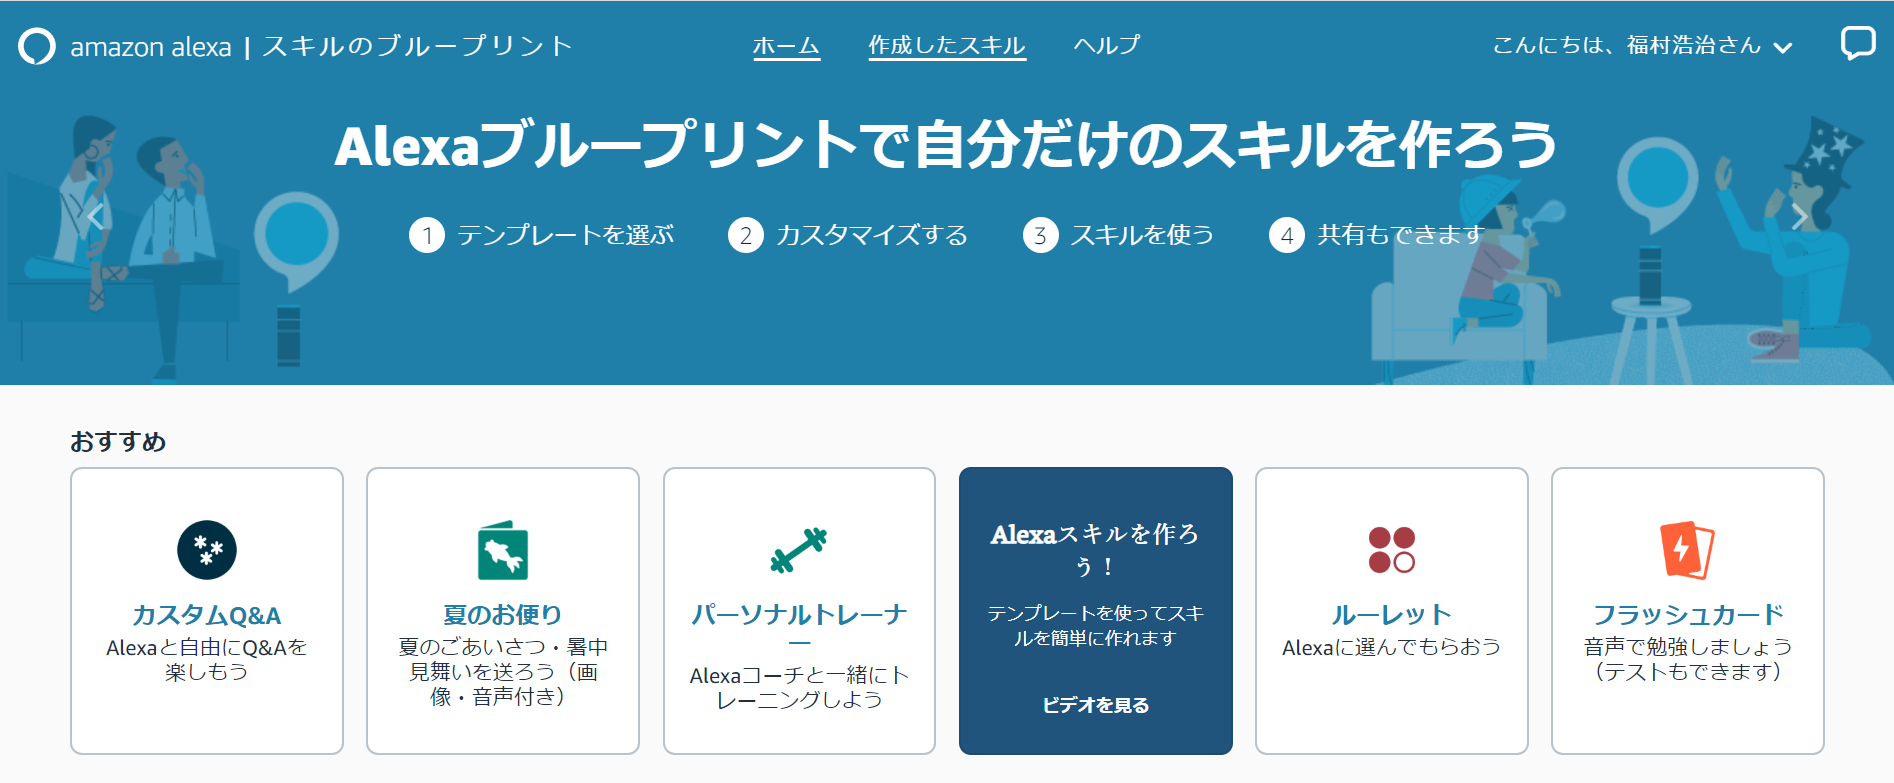 amazon alexa | スキルのブループリント ホーム 作成したスキル ヘルプ こんにちは、福村浩治さん
Alexaブループリントで自分だけのスキルを作ろう
1 テンプレートを選ぶ 2 カスタマイズする 3 スキルを使う 4 共有もできます
おすすめ
カスタムQ&A
Alexaと自由にQ&Aを
楽しもう
夏のお便り
夏のごあいさつ・暑中
見舞いを送ろう（画
像・音声付き）
パーソナルトレーナ
ー
Alexaコーチと一緒にト
レーニングしよう
Alexaスキルを作ろ
う！
テンプレートを使ってスキ
ルを簡単に作れます
ビデオを見る
ルーレット
Alexaに選んでもらおう
フラッシュカード
音声で勉強しましょう
（テストもできます）